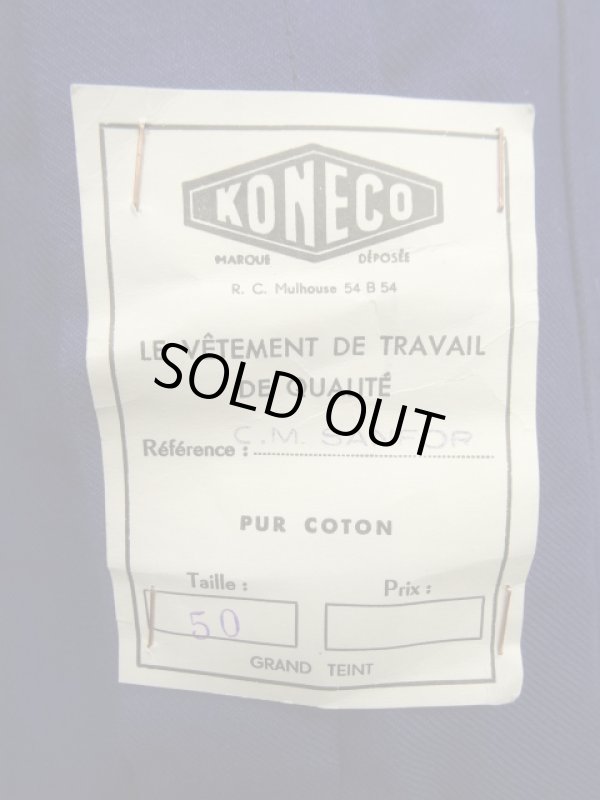 KONECO
MARQUE DÉPOSÉE
R. C. Mulhouse 54 B 54
LE VÊTEMENT DE TRAVAIL
DE QUALITÉ
SOLD OUT
Référence : C.M. SANFOR
PUR COTON
Taille : Prix :
50
GRAND TEINT